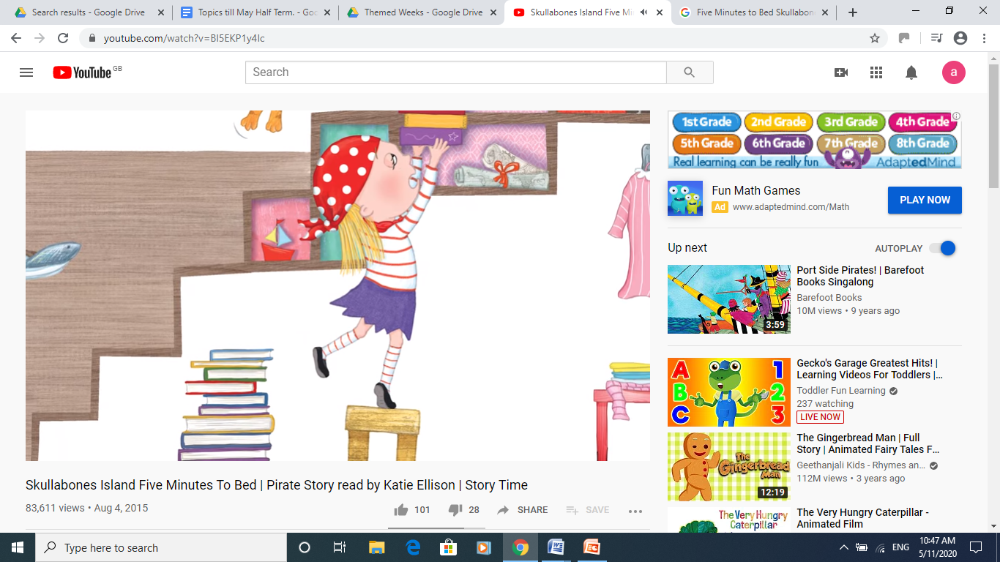 Search results - Google Drive
Topics till May Half Term. - Goo
Themed Weeks - Google Drive
Skullabones Island Five Mi
Five Minutes to Bed Skullabon
youtube.com/watch?v=BI5EKP1y4lc
YouTube GB
Search
a
1st Grade 2nd Grade 3rd Grade 4th Grade
5th Grade 6th Grade 7th Grade 8th Grade
Real learning can be really fun AdaptedMind
Fun Math Games
Ad www.adaptedmind.com/Math
PLAY NOW
Up next
AUTOPLAY
Port Side Pirates! | Barefoot
Books Singalong
Barefoot Books
10M views • 9 years ago
3:59
A B C 1 2 3
Gecko's Garage Greatest Hits! |
Learning Videos For Toddlers |...
Toddler Fun Learning
237 watching
LIVE NOW
The Gingerbread Man
12:19
The Gingerbread Man | Full
Story | Animated Fairy Tales F...
Geethanjali Kids - Rhymes an...
112M views • 3 years ago
The Very Hungry
Caterpillar
The Very Hungry Caterpillar -
Animated Film
Skullabones Island Five Minutes To Bed | Pirate Story read by Katie Ellison | Story Time
83,611 views • Aug 4, 2015
101
28
SHARE
SAVE
Type here to search
ENG
10:47 AM
5/11/2020